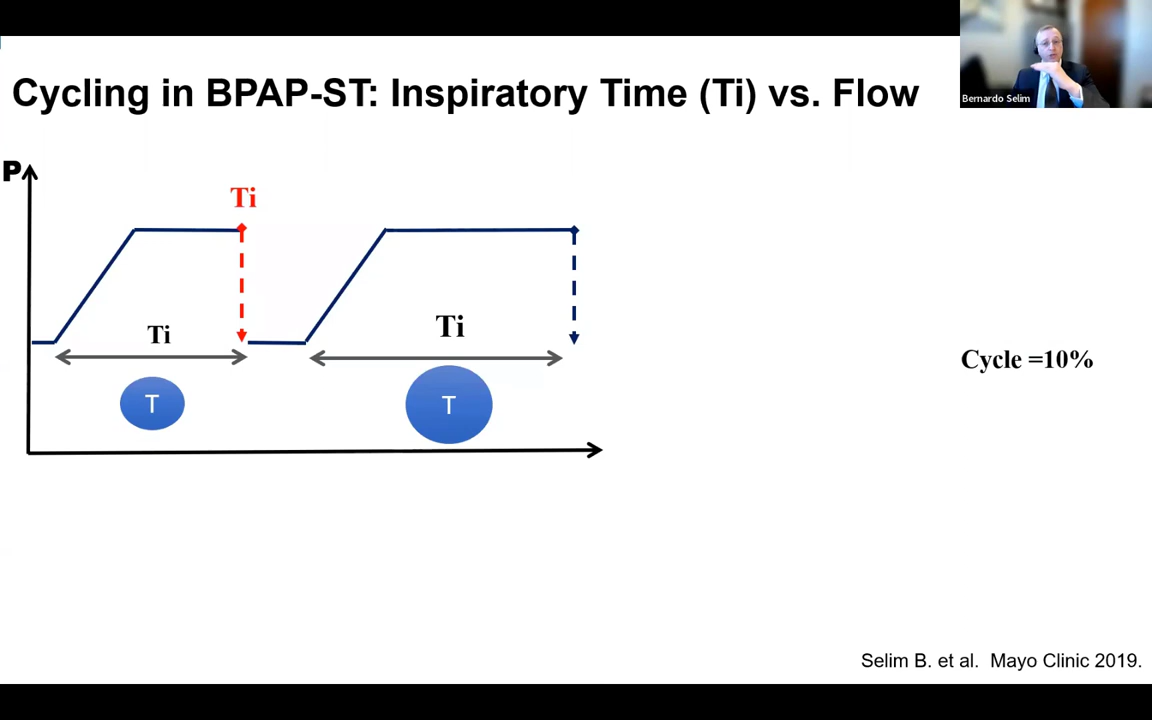 Cycling in BPAP-ST: Inspiratory Time (Ti) vs. Flow
Bernardo Selim
P
Ti
Ti
Ti
T
T
Cycle =10%
Selim B. et al.  Mayo Clinic 2019.